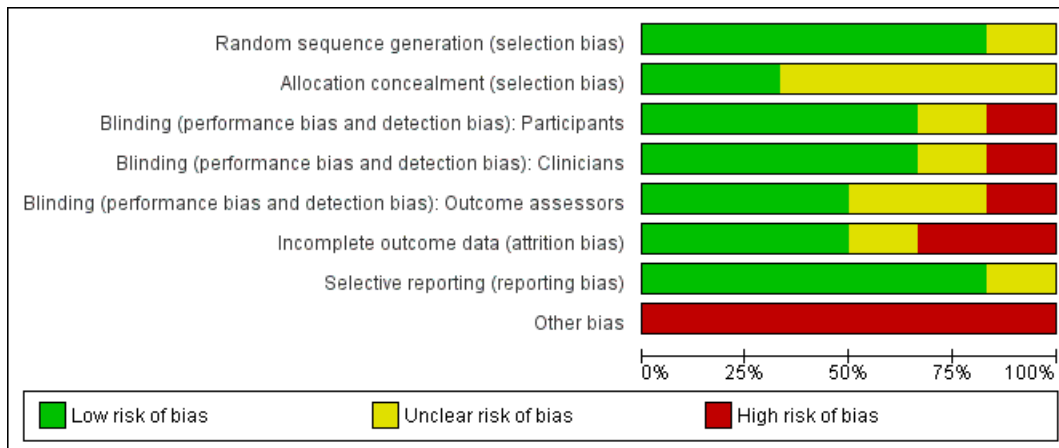 Random sequence generation (selection bias)
Allocation concealment (selection bias)
Blinding (performance bias and detection bias): Participants
Blinding (performance bias and detection bias): Clinicians
Blinding (performance bias and detection bias): Outcome assessors
Incomplete outcome data (attrition bias)
Selective reporting (reporting bias)
Other bias
0% 25% 50% 75% 100%
Low risk of bias Unclear risk of bias High risk of bias